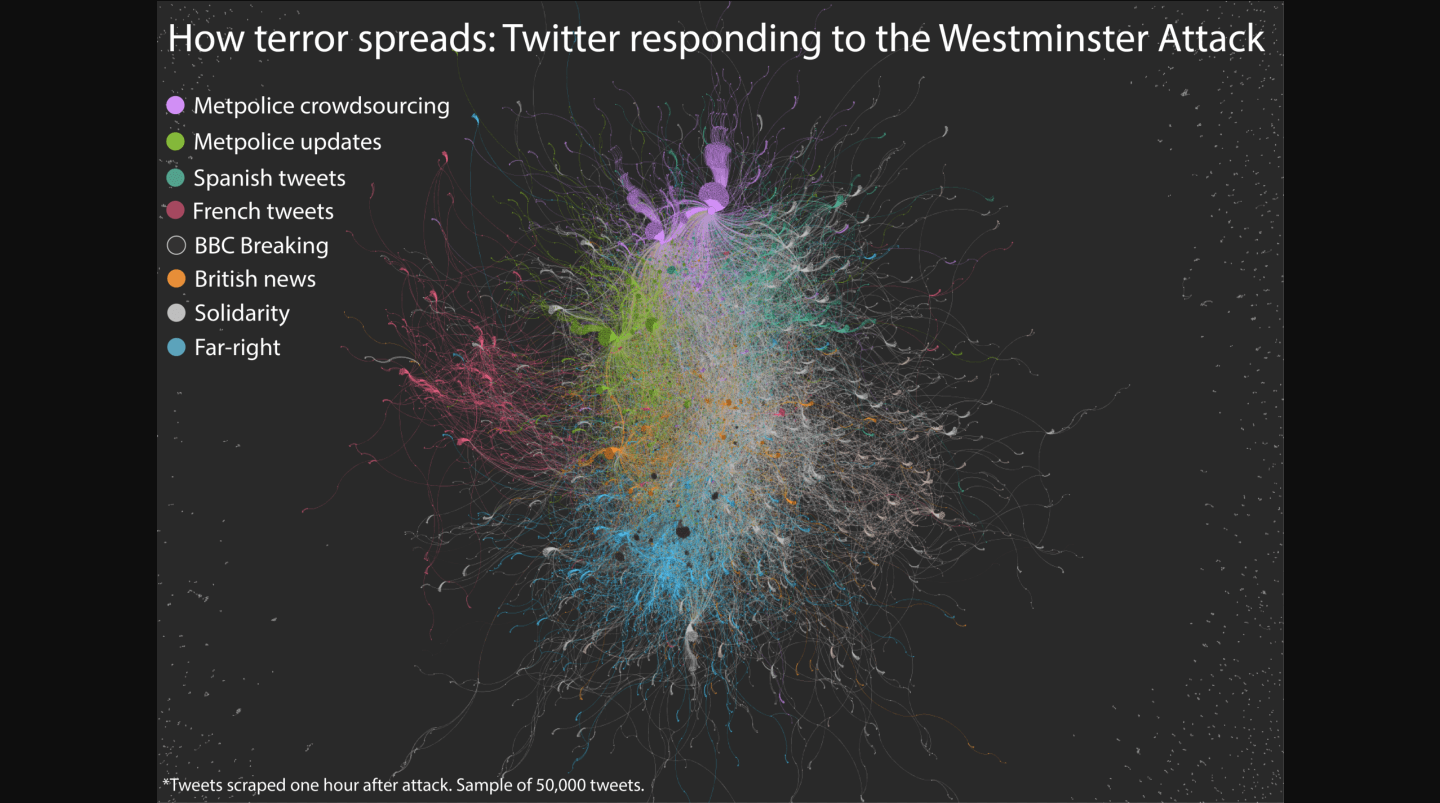 How terror spreads: Twitter responding to the Westminster Attack
Metpolice crowdsourcing
Metpolice updates
Spanish tweets
French tweets
BBC Breaking
British news
Solidarity
Far-right
*Tweets scraped one hour after attack. Sample of 50,000 tweets.